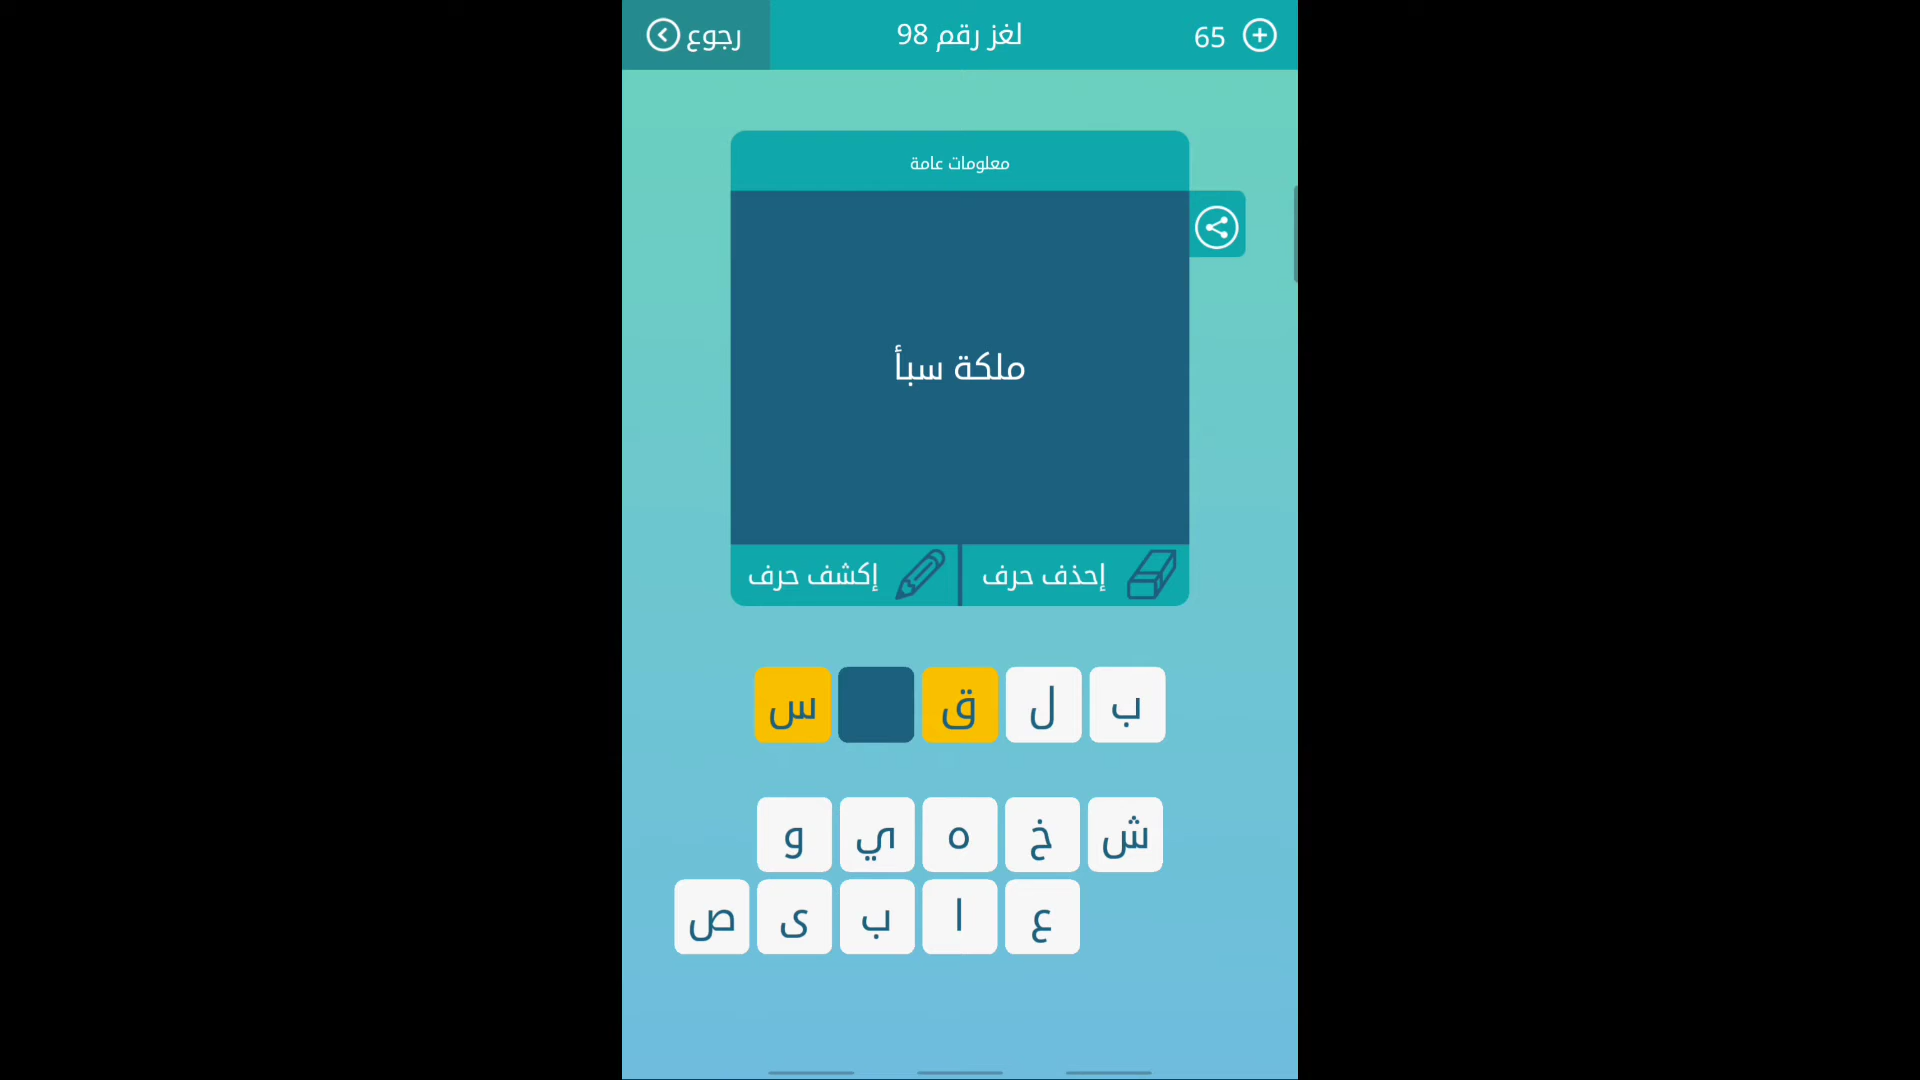 65 لغز رقم 98 رجوع
معلومات عامة
ملكة سبأ
إحذف حرف إكشف حرف
ب ل ق س
ش خ ه ي و
ع ا ب ى ص